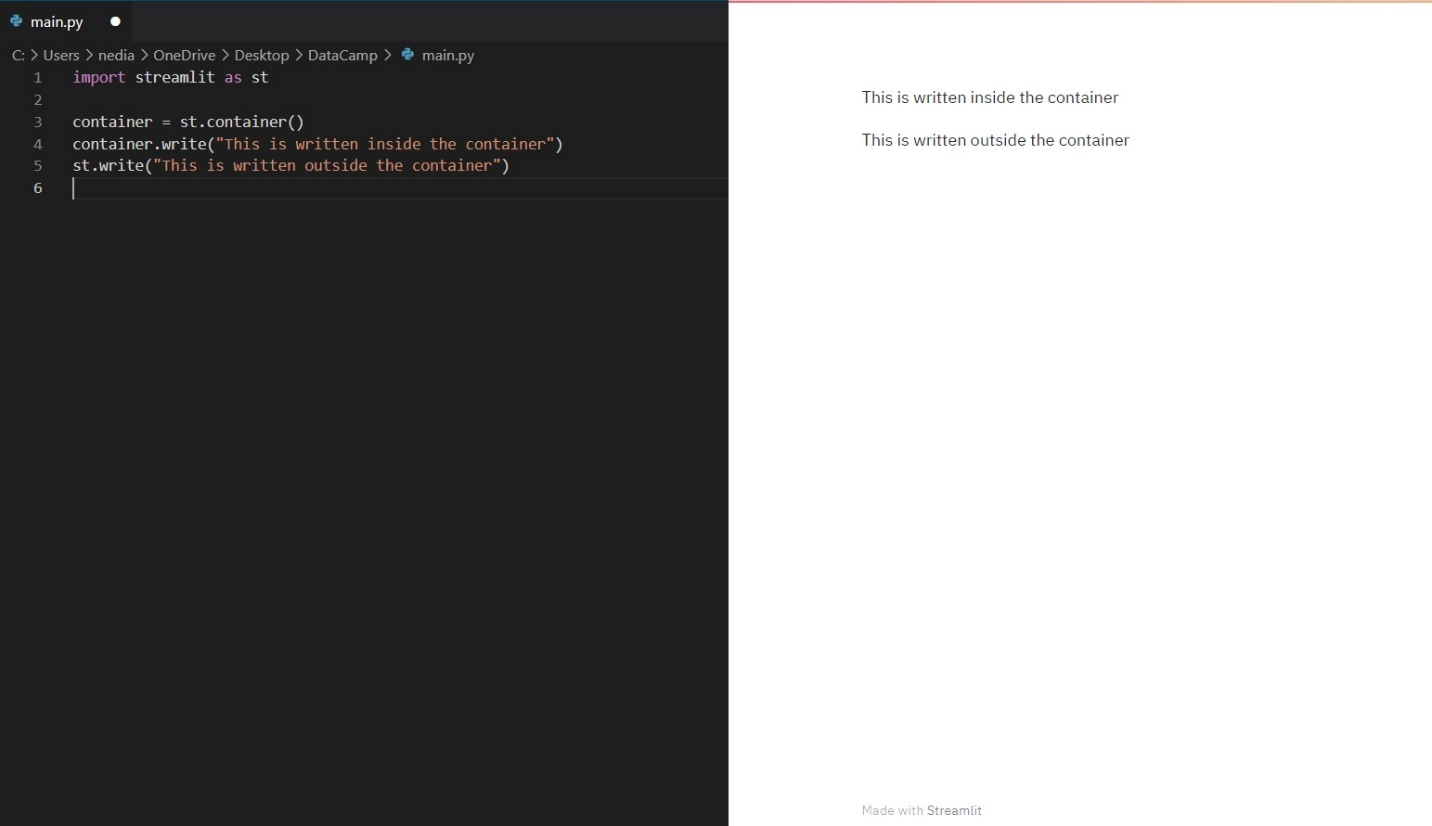 main.py
C: > Users > nedia > OneDrive > Desktop > DataCamp > main.py
1 import streamlit as st
2
3 container = st.container()
4 container.write("This is written inside the container")
5 st.write("This is written outside the container")
6
This is written inside the container
This is written outside the container
Made with Streamlit